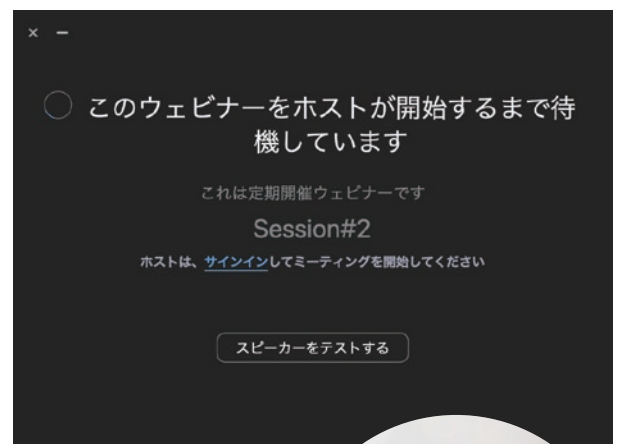 このウェビナーをホストが開始するまで待
機しています
これは定期開催ウェビナーです
Session#2
ホストは、サインインしてミーティングを開始してください
スピーカーをテストする